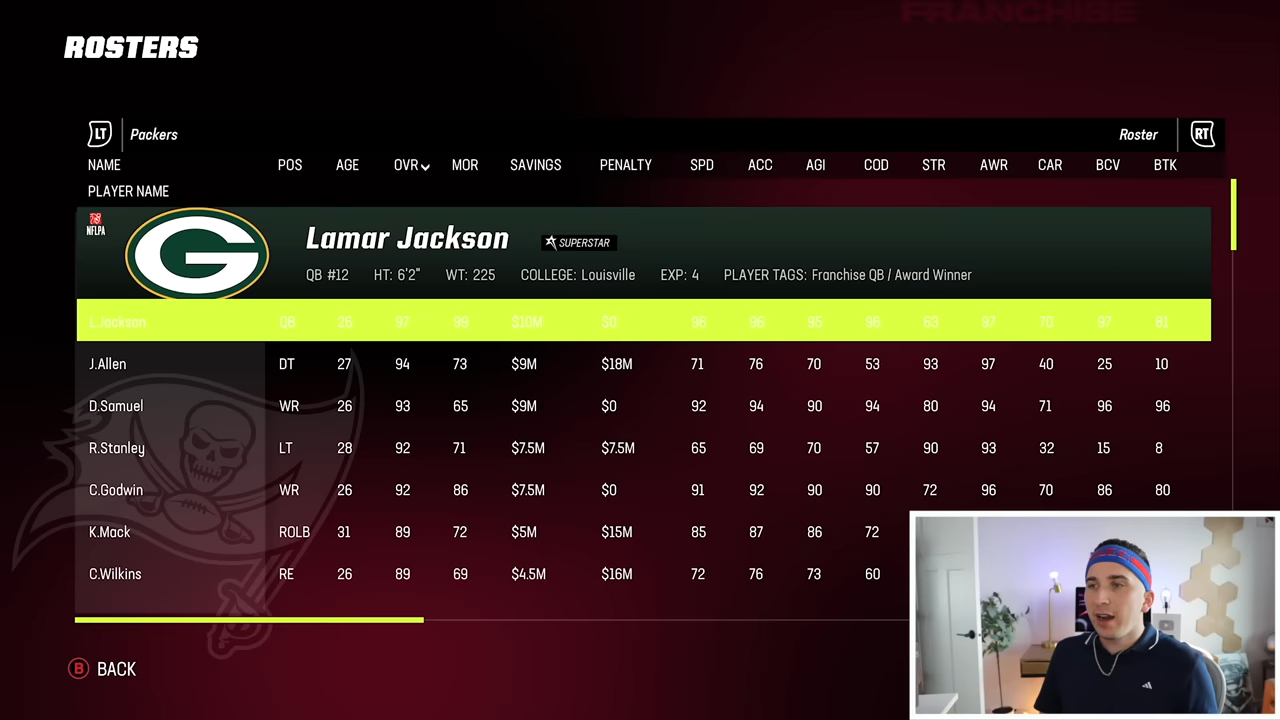 FRANCHISE
ROSTERS
LT Packers Roster RT
NAME POS AGE OVR MOR SAVINGS PENALTY SPD ACC AGI COD STR AWR CAR BCV BTK
PLAYER NAME
NFLPA
G
Lamar Jackson SUPERSTAR
QB #12 HT: 6'2" WT: 225 COLLEGE: Louisville EXP: 4 PLAYER TAGS: Franchise QB / Award Winner
L.Jackson QB 26 97 99 $10M $0 96 96 95 96 63 97 70 97 81
J.Allen DT 27 94 73 $9M $18M 71 76 70 53 93 97 40 25 10
D.Samuel WR 26 93 65 $9M $0 92 94 90 94 80 94 71 96 96
R.Stanley LT 28 92 71 $7.5M $7.5M 65 69 70 57 90 93 32 15 8
C.Godwin WR 26 92 86 $7.5M $0 91 92 90 90 72 96 70 86 80
K.Mack ROLB 31 89 72 $5M $15M 85 87 86 72
C.Wilkins RE 26 89 69 $4.5M $16M 72 76 73 60
B BACK